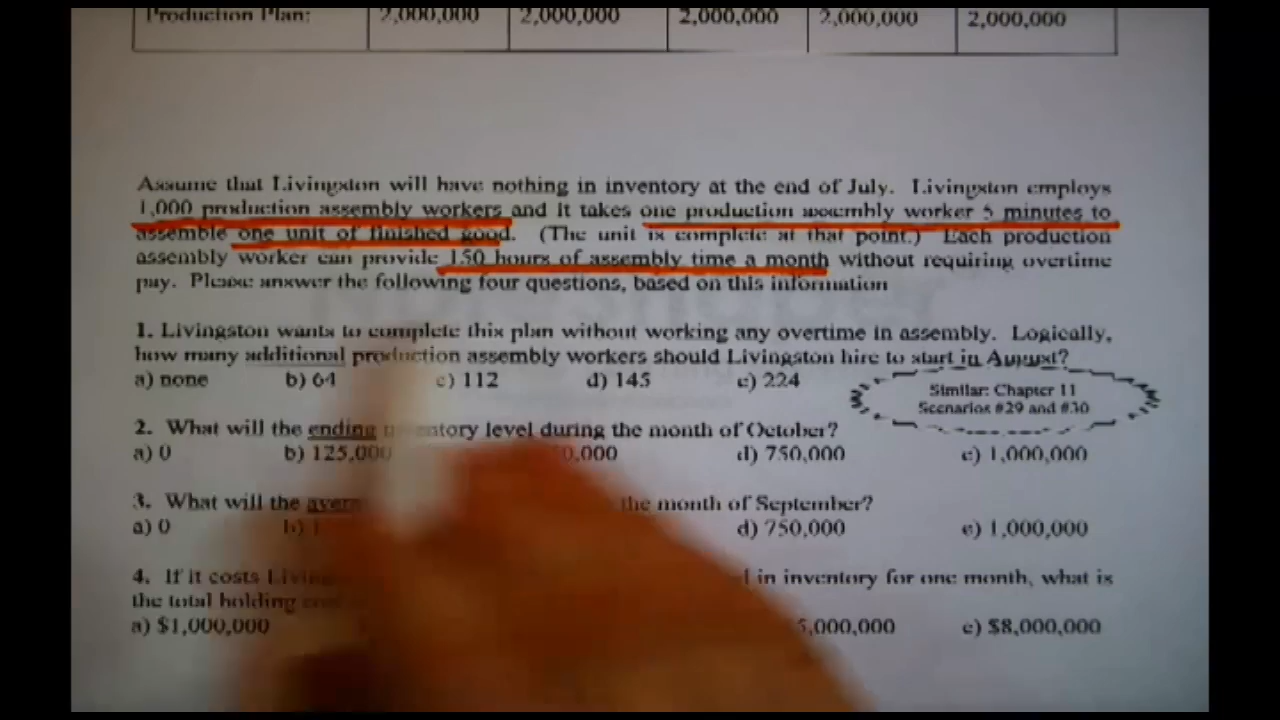 Production Plan: 2,000,000 2,000,000 2,000,000 2,000,000 2,000,000
Assume that Livingston will have nothing in inventory at the end of July. Livingston employs
1,000 production assembly workers and it takes one production assembly worker 5 minutes to
assemble one unit of finished good. (The unit is complete at that point.) Each production
assembly worker can provide 150 hours of assembly time a month without requiring overtime
pay. Please answer the following four questions, based on this information
1. Livingston wants to complete this plan without working any overtime in assembly. Logically,
how many additional production assembly workers should Livingston hire to start in August?
a) none b) 64 c) 112 d) 145 e) 224
Similar: Chapter 11
Scenarios #29 and #30
2. What will the ending inventory level during the month of October?
a) 0 b) 125,000 0,000 d) 750,000 e) 1,000,000
3. What will the the month of September?
a) 0 b) d) 750,000 e) 1,000,000
4. If it costs in inventory for one month, what is
the total holding
a) $1,000,000 5,000,000 e) $8,000,000